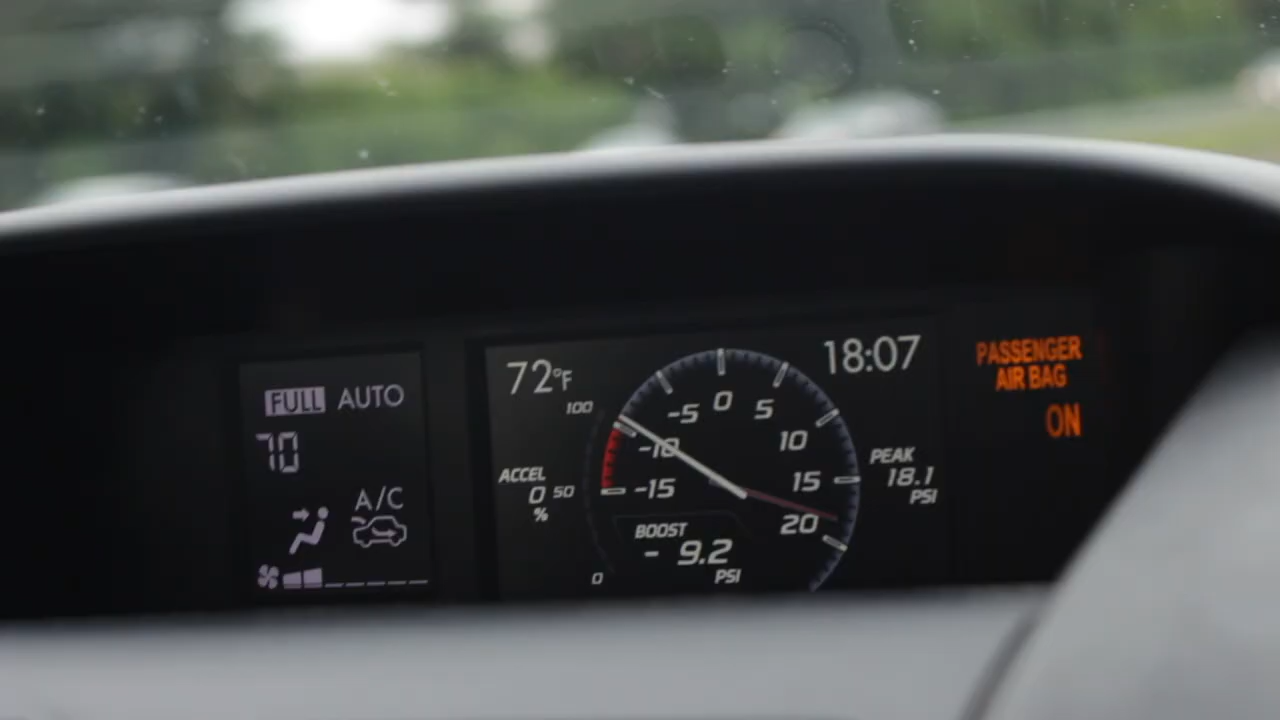 FULL AUTO
70
A/C
72°F
18:07
100
ACCEL
0 50
%
0
-5 0 5
-10 10
-15 15
20
BOOST
- 9.2
PSI
PEAK
18.1
PSI
PASSENGER
AIR BAG
ON